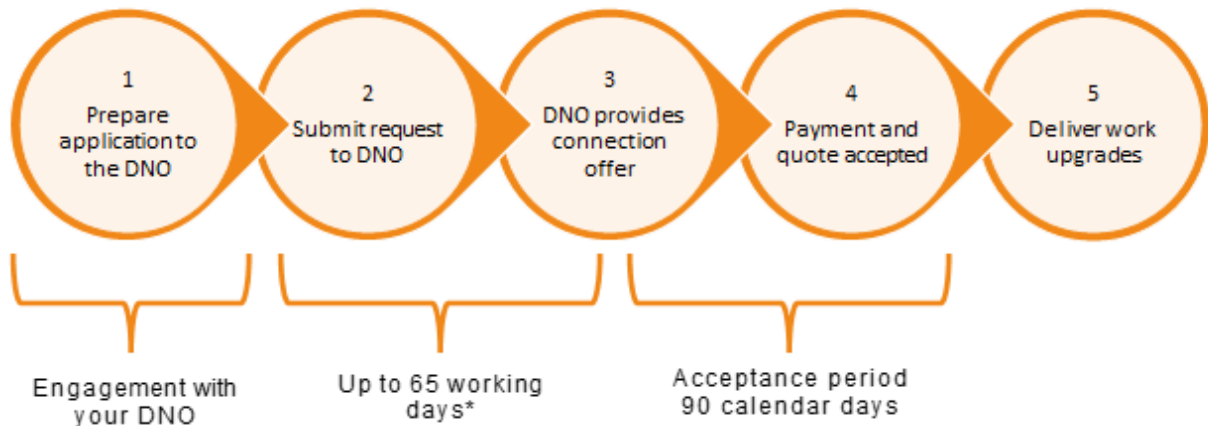 1
Prepare
application to
the DNO
2
Submit request
to DNO
3
DNO provides
connection
offer
4
Payment and
quote accepted
5
Deliver work
upgrades
Engagement with
your DNO
Up to 65 working
days*
Acceptance period
90 calendar days